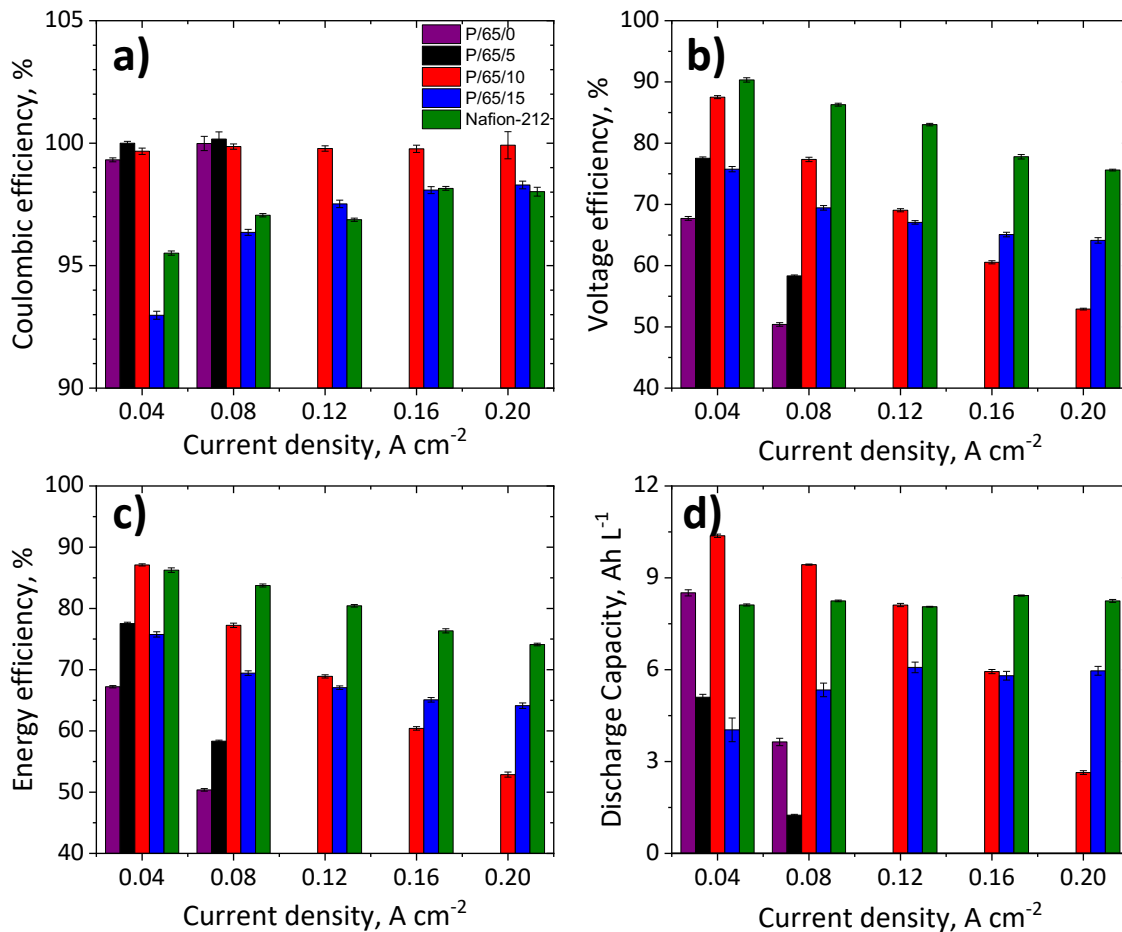 a)
Coulombic efficiency, %
105
100
95
90
P/65/0
P/65/5
P/65/10
P/65/15
Nafion-212
0.04 0.08 0.12 0.16 0.20
Current density, A cm⁻²
b)
Voltage efficiency, %
100
90
80
70
60
50
40
0.04 0.08 0.12 0.16 0.20
Current density, A cm⁻²
c)
Energy efficiency, %
100
90
80
70
60
50
40
0.04 0.08 0.12 0.16 0.20
Current density, A cm⁻²
d)
Discharge Capacity, Ah L⁻¹
12
9
6
3
0
0.04 0.08 0.12 0.16 0.20
Current density, A cm⁻²